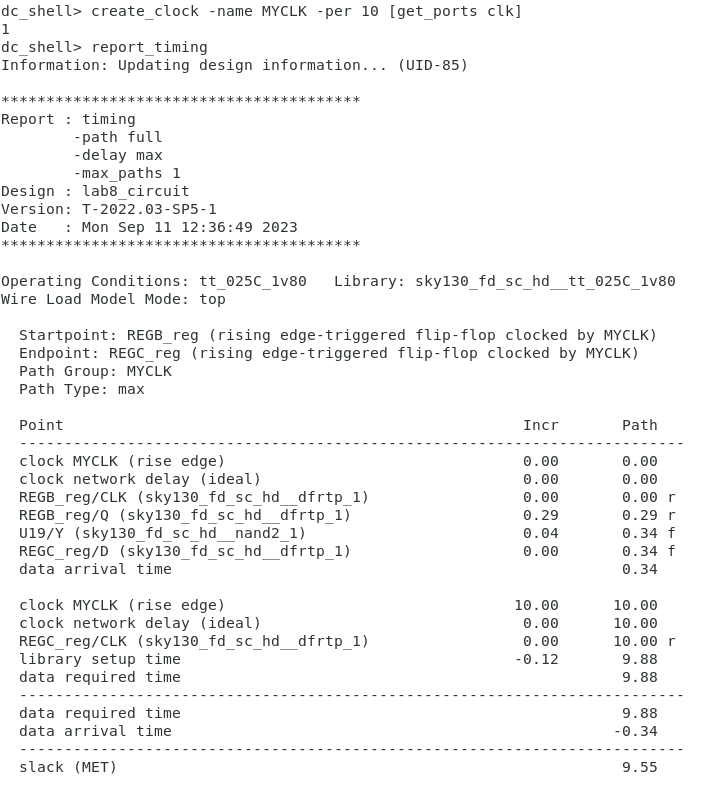 dc_shell> create_clock -name MYCLK -per 10 [get_ports clk]
1
dc_shell> report_timing
Information: Updating design information... (UID-85)

****************************************
Report : timing
        -path full
        -delay max
        -max_paths 1
Design : lab8_circuit
Version: T-2022.03-SP5-1
Date   : Mon Sep 11 12:36:49 2023
****************************************

Operating Conditions: tt_025C_1v80   Library: sky130_fd_sc_hd__tt_025C_1v80
Wire Load Model Mode: top

  Startpoint: REGB_reg (rising edge-triggered flip-flop clocked by MYCLK)
  Endpoint: REGC_reg (rising edge-triggered flip-flop clocked by MYCLK)
  Path Group: MYCLK
  Path Type: max

  Point                                                   Incr       Path
  --------------------------------------------------------------------------
  clock MYCLK (rise edge)                                 0.00       0.00
  clock network delay (ideal)                             0.00       0.00
  REGB_reg/CLK (sky130_fd_sc_hd__dfrtp_1)                 0.00       0.00 r
  REGB_reg/Q (sky130_fd_sc_hd__dfrtp_1)                   0.29       0.29 r
  U19/Y (sky130_fd_sc_hd__nand2_1)                        0.04       0.34 f
  REGC_reg/D (sky130_fd_sc_hd__dfrtp_1)                   0.00       0.34 f
  data arrival time                                                  0.34

  clock MYCLK (rise edge)                                10.00      10.00
  clock network delay (ideal)                             0.00      10.00
  REGC_reg/CLK (sky130_fd_sc_hd__dfrtp_1)                 0.00      10.00 r
  library setup time                                     -0.12       9.88
  data required time                                                 9.88
  --------------------------------------------------------------------------
  data required time                                                 9.88
  data arrival time                                                 -0.34
  --------------------------------------------------------------------------
  slack (MET)                                                        9.55